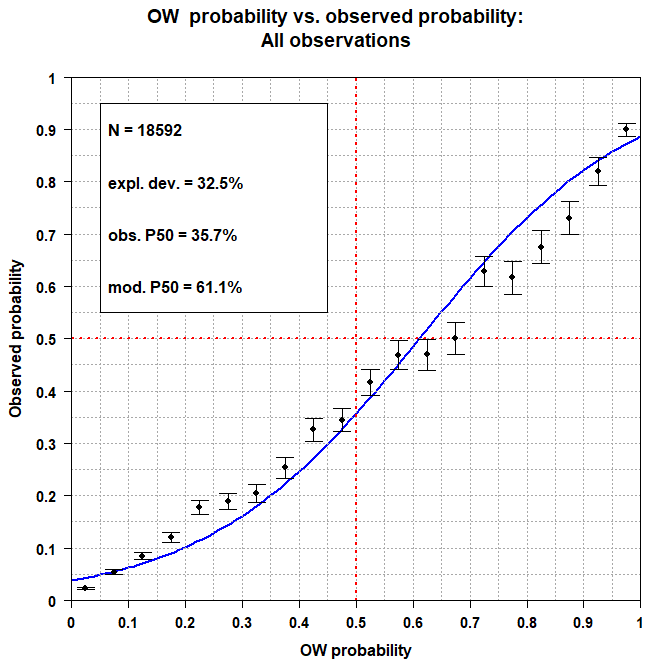 OW  probability vs. observed probability:
All observations
N = 18592
expl. dev. = 32.5%
obs. P50 = 35.7%
mod. P50 = 61.1%
Observed probability
1
0.9
0.8
0.7
0.6
0.5
0.4
0.3
0.2
0.1
0
0 0.1 0.2 0.3 0.4 0.5 0.6 0.7 0.8 0.9 1
OW probability